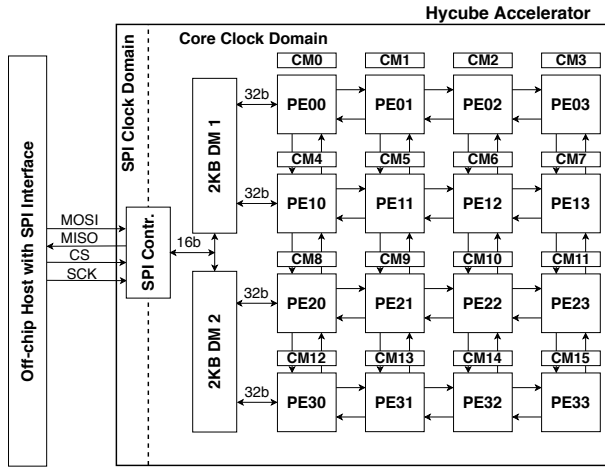 Hycube Accelerator
Core Clock Domain
SPI Clock Domain
Off-chip Host with SPI Interface
MOSI
MISO
CS
SCK
SPI Contr.
16b
2KB DM 1
2KB DM 2
32b
32b
32b
32b
CM0 CM1 CM2 CM3
PE00 PE01 PE02 PE03
CM4 CM5 CM6 CM7
PE10 PE11 PE12 PE13
CM8 CM9 CM10 CM11
PE20 PE21 PE22 PE23
CM12 CM13 CM14 CM15
PE30 PE31 PE32 PE33